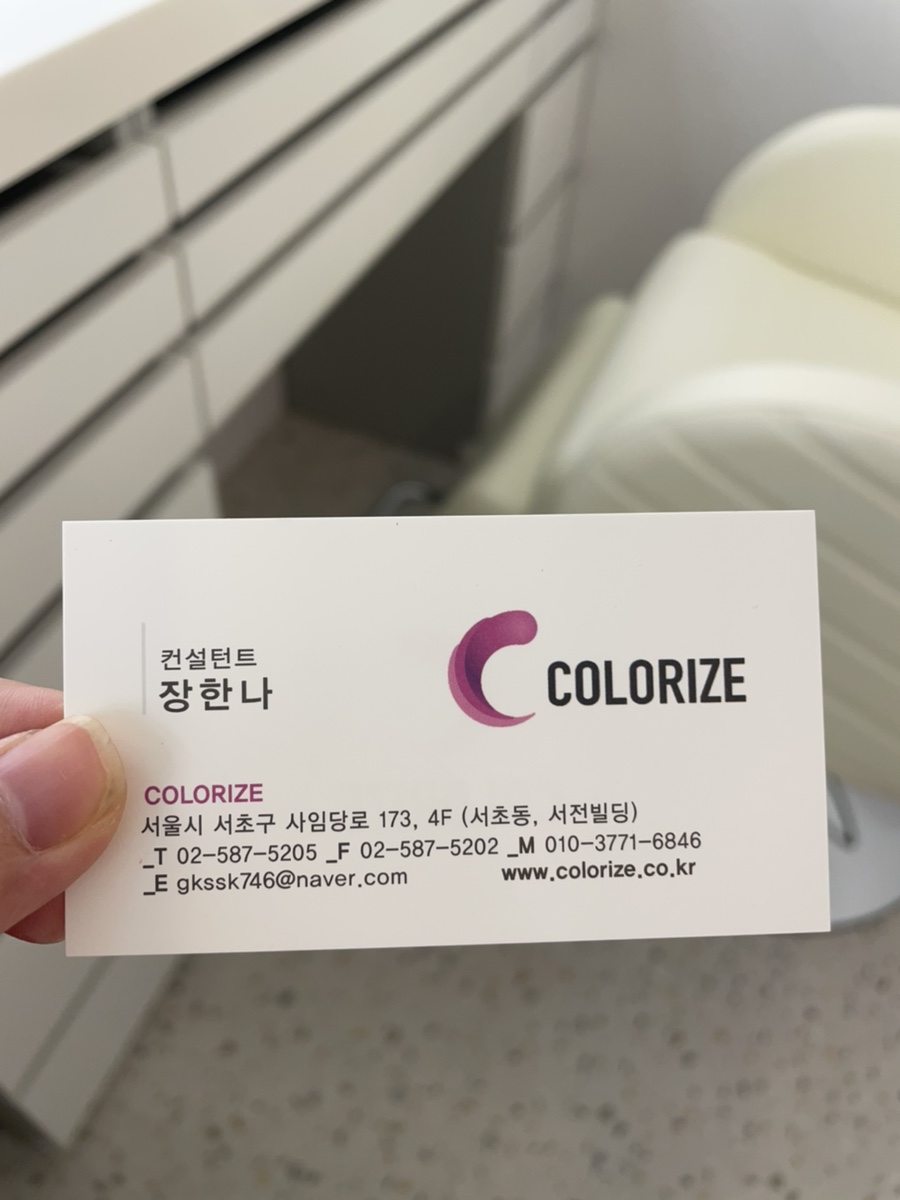 컨설턴트
장한나
COLORIZE
COLORIZE
서울시 서초구 사임당로 173, 4F (서초동, 서전빌딩)
_T 02-587-5205 _F 02-587-5202 _M 010-3771-6846
_E gkssk746@naver.com www.colorize.co.kr